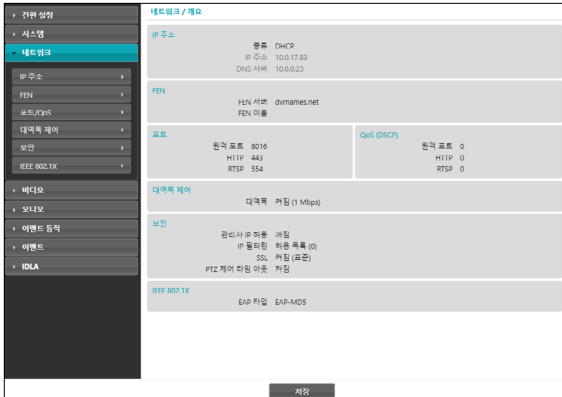 간편 설정
시스템
네트워크
IP 주소
FEN
포트/QoS
대역폭 제어
보안
IEEE 802.1X
비디오
오디오
이벤트 동작
이벤트
IDLA
네트워크 / 개요
IP 주소
종류 DHCP
IP 주소 10.0.17.83
DNS 서버 10.0.0.23
FEN
FEN 서버 dvrnames.net
FEN 이름
포트
원격 포트 8016
HTTP 443
RTSP 554
QoS (DSCP)
원격 포트 0
HTTP 0
RTSP 0
대역폭 제어
대역폭 켜짐 (1 Mbps)
보안
관리자 IP 허용 꺼짐
IP 필터링 허용 목록 (0)
SSL 켜짐 (표준)
PTZ 제어 타임 아웃 켜짐
IEEE 802.1X
EAP 타입 EAP-MD5
저장